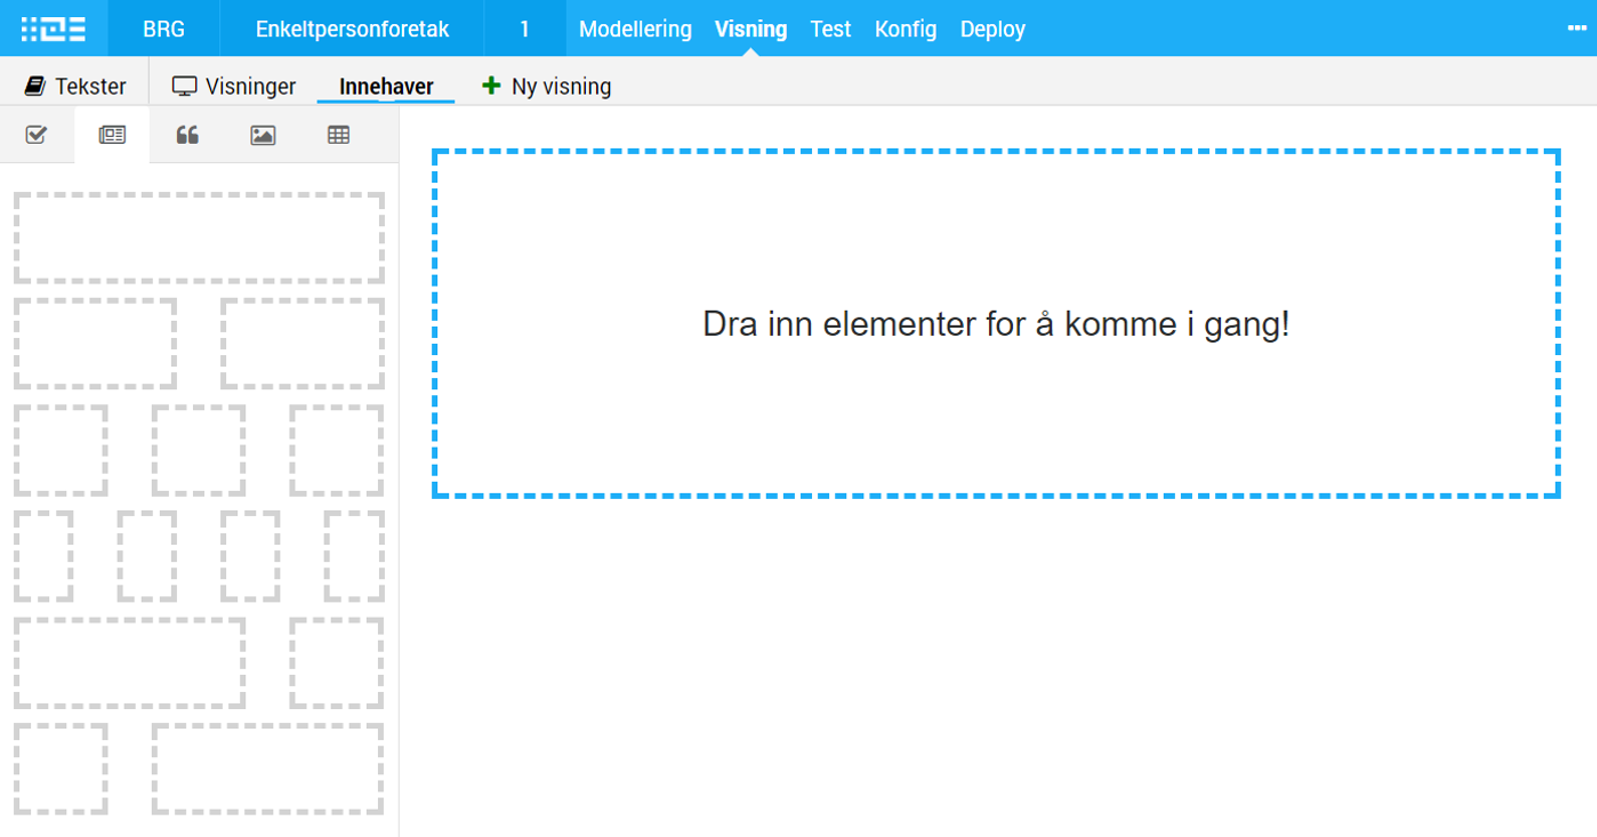 BRG Enkeltpersonforetak 1 Modellering Visning Test Konfig Deploy
Tekster Visninger Innehaver Ny visning
Dra inn elementer for å komme i gang!